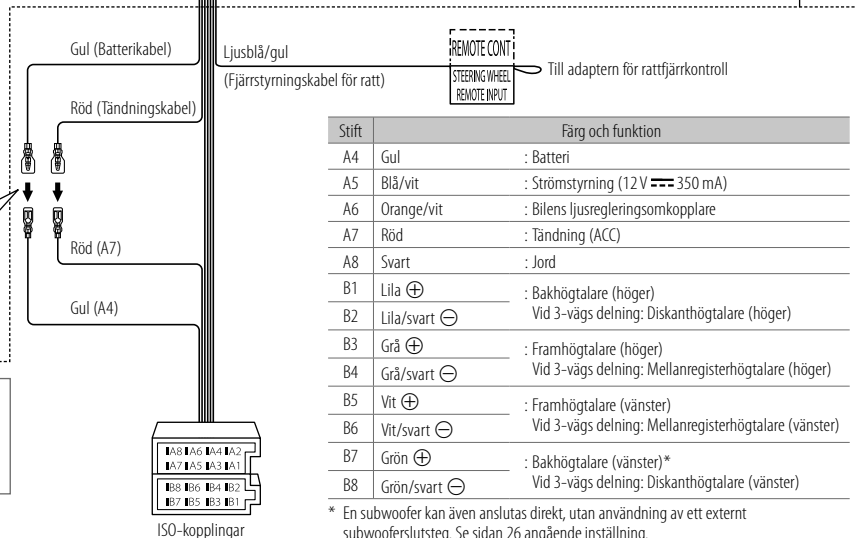 Gul (Batterikabel)
Ljusblå/gul
(Fjärrstyrningskabel för ratt)
REMOTE CONT
STEERING WHEEL
REMOTE INPUT
Till adaptern för rattfjärrkontroll
Röd (Tändningskabel)
Röd (A7)
Gul (A4)
Stift Färg och funktion
A4 Gul : Batteri
A5 Blå/vit : Strömstyrning (12 V ⎓ 350 mA)
A6 Orange/vit : Bilens ljusregleringsomkopplare
A7 Röd : Tändning (ACC)
A8 Svart : Jord
B1 Lila ⊕ : Bakhögtalare (höger)
B2 Lila/svart ⊖ Vid 3-vägs delning: Diskanthögtalare (höger)
B3 Grå ⊕ : Framhögtalare (höger)
B4 Grå/svart ⊖ Vid 3-vägs delning: Mellanregisterhögtalare (höger)
B5 Vit ⊕ : Framhögtalare (vänster)
B6 Vit/svart ⊖ Vid 3-vägs delning: Mellanregisterhögtalare (vänster)
B7 Grön ⊕ : Bakhögtalare (vänster)*
B8 Grön/svart ⊖ Vid 3-vägs delning: Diskanthögtalare (vänster)
* En subwoofer kan även anslutas direkt, utan användning av ett externt
subwooferslutsteg. Se sidan 26 angående inställning.
A8 A6 A4 A2
A7 A5 A3 A1
B8 B6 B4 B2
B7 B5 B3 B1
ISO-kopplingar